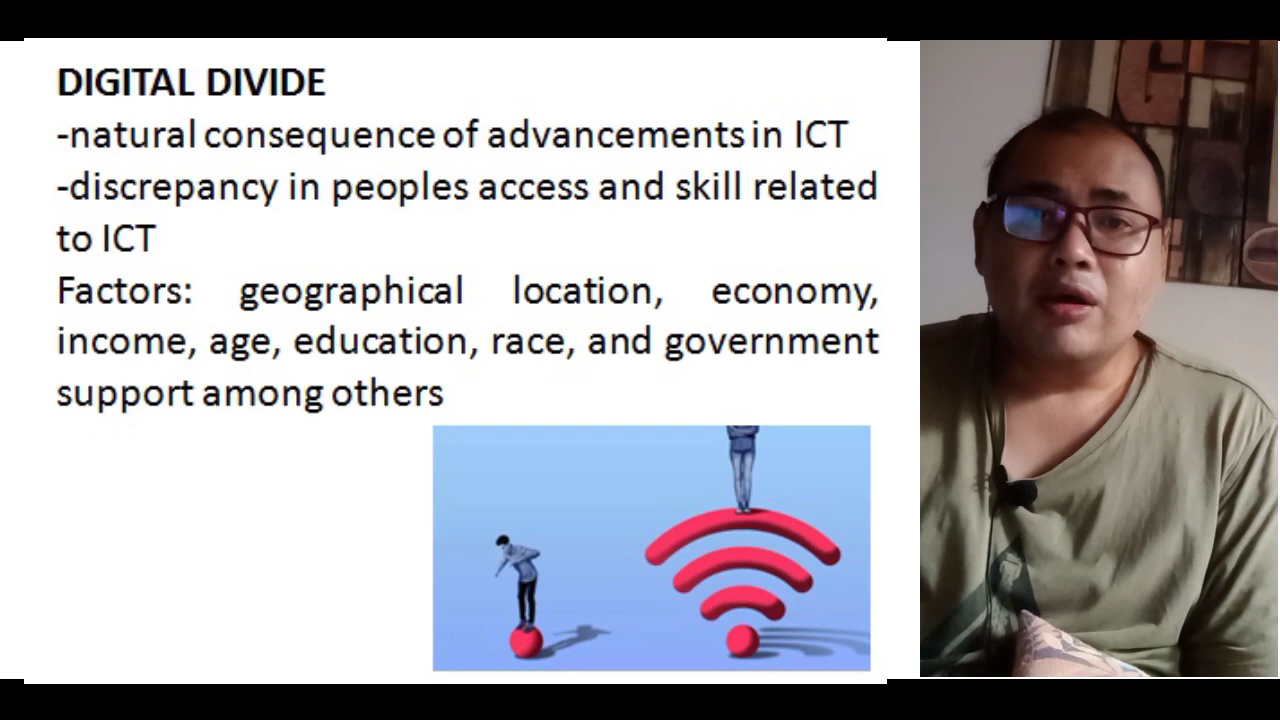 DIGITAL DIVIDE
-natural consequence of advancements in ICT
-discrepancy in peoples access and skill related
to ICT
Factors: geographical location, economy,
income, age, education, race, and government
support among others